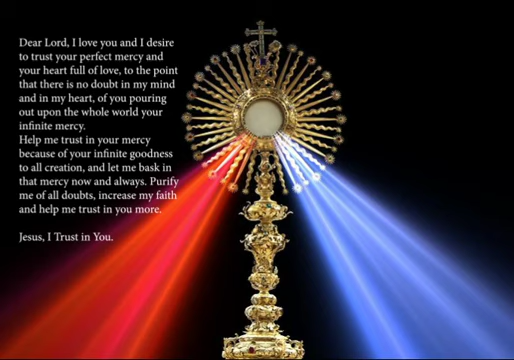 Dear Lord, I love you and I desire
to trust your perfect mercy and
your heart full of love, to the point
that there is no doubt in my mind
and in my heart, of you pouring
out upon the whole world your
infinite mercy.
Help me trust in your mercy
because of your infinite goodness
to all creation, and let me bask in
that mercy now and always. Purify
me of all doubts, increase my faith
and help me trust in you more.
Jesus, I Trust in You.